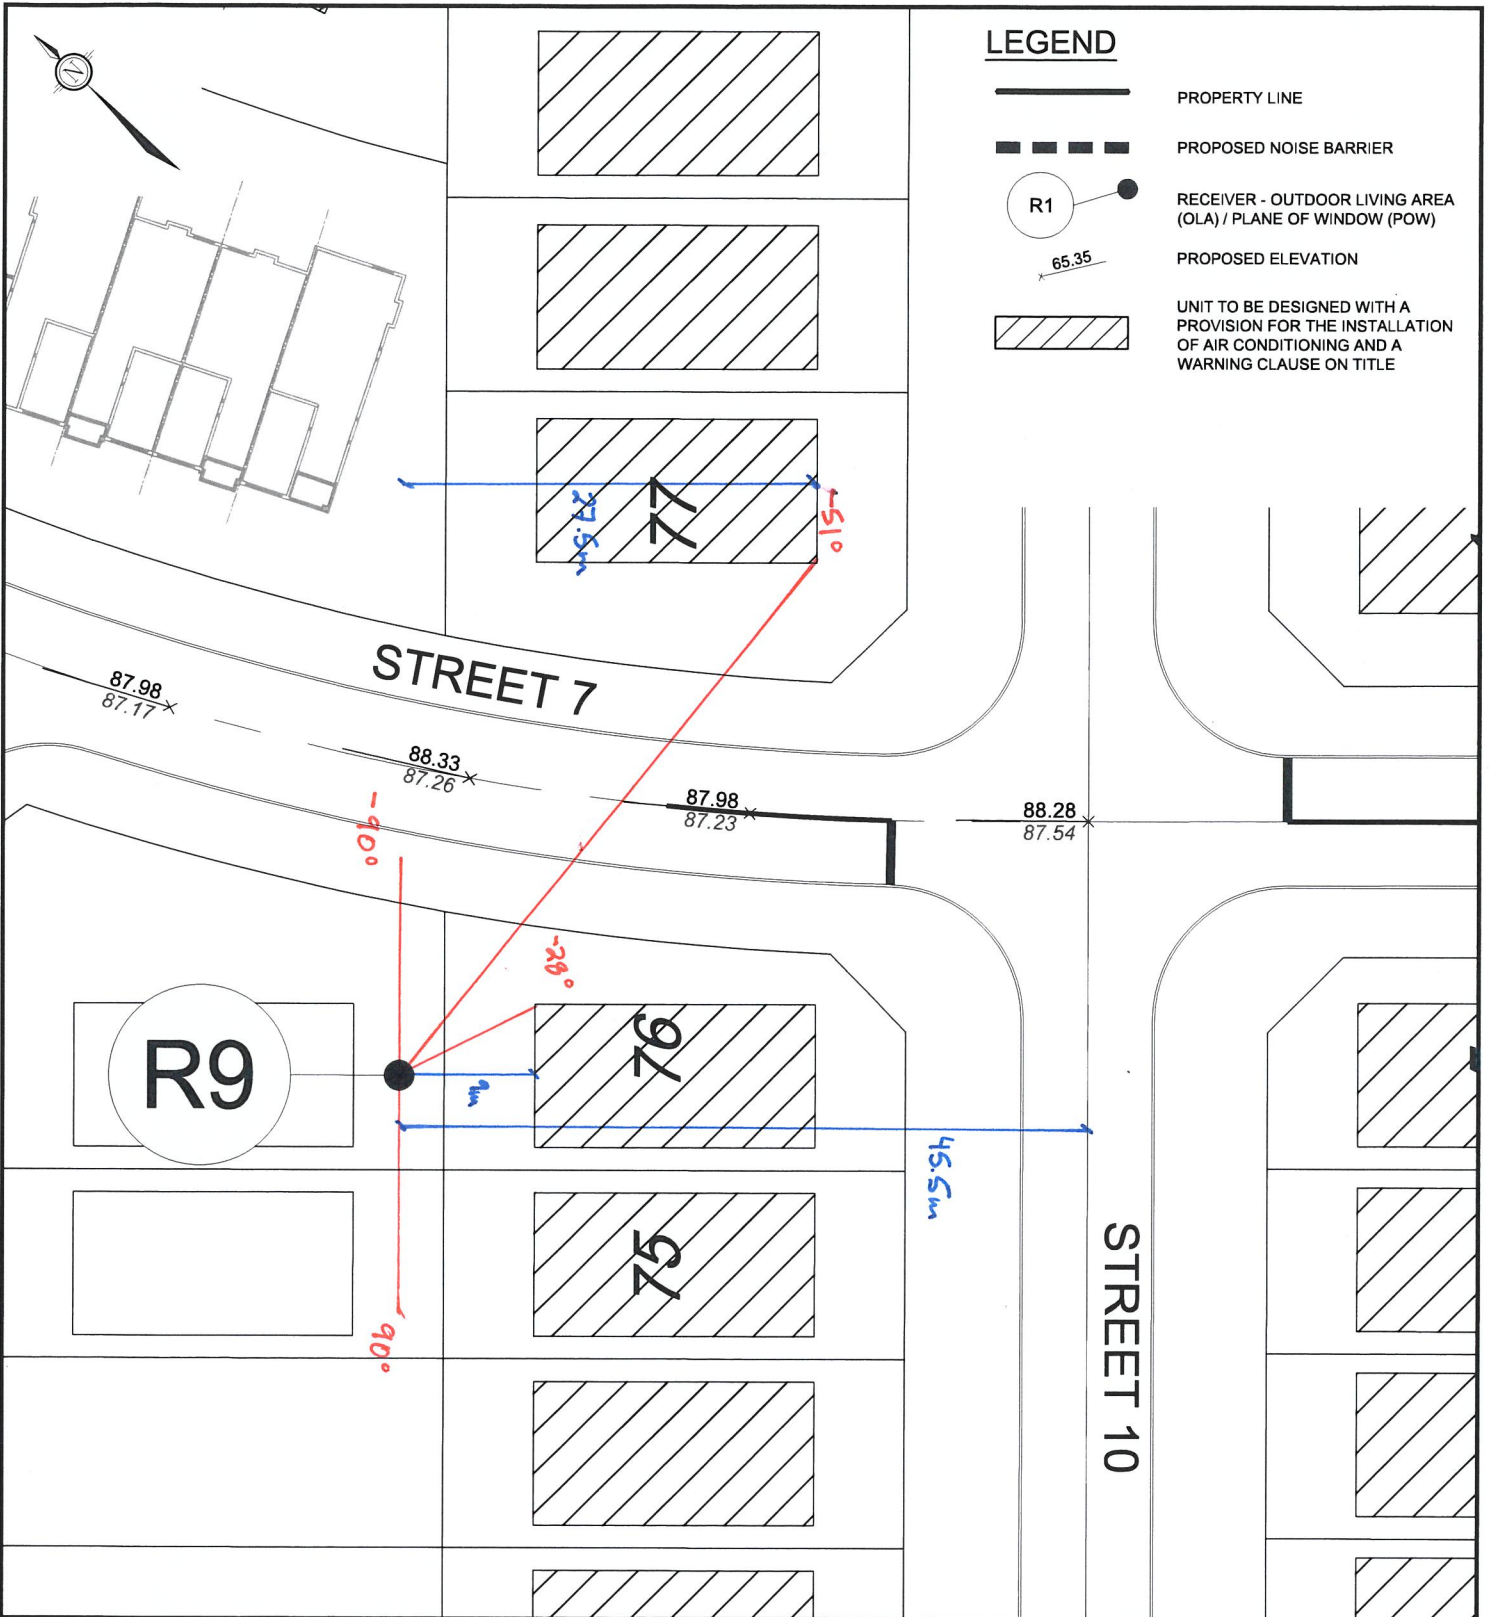 N
LEGEND
PROPERTY LINE
PROPOSED NOISE BARRIER
R1
RECEIVER - OUTDOOR LIVING AREA
(OLA) / PLANE OF WINDOW (POW)
65.35
PROPOSED ELEVATION
UNIT TO BE DESIGNED WITH A
PROVISION FOR THE INSTALLATION
OF AIR CONDITIONING AND A
WARNING CLAUSE ON TITLE
77
27.5m
-51°
STREET 7
87.98
87.17
88.33
87.26
87.98
87.23
88.28
87.54
-90°
-28°
R9
76
9m
45.5m
75
90°
STREET 10